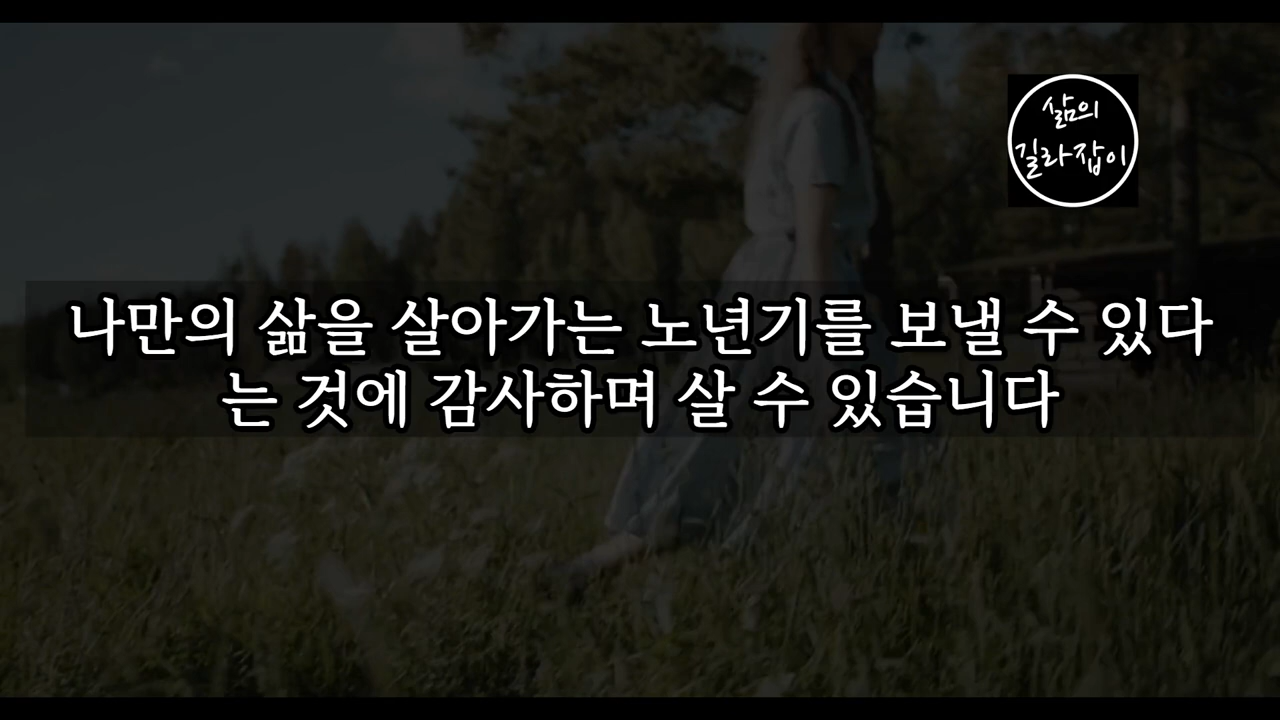 삶의
길라잡이
나만의 삶을 살아가는 노년기를 보낼 수 있다
는 것에 감사하며 살 수 있습니다